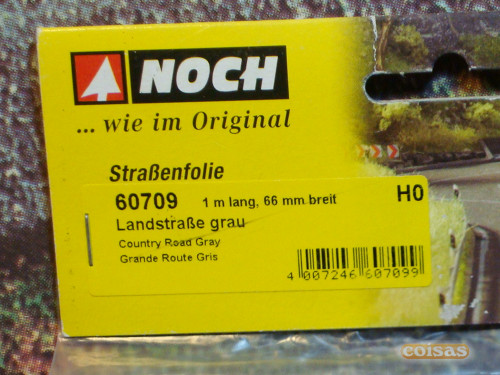 NOCH
... wie im Original
Straßenfolie
60709 1 m lang, 66 mm breit H0
Landstraße grau
Country Road Gray
Grande Route Gris
4 007246 607099
coisas